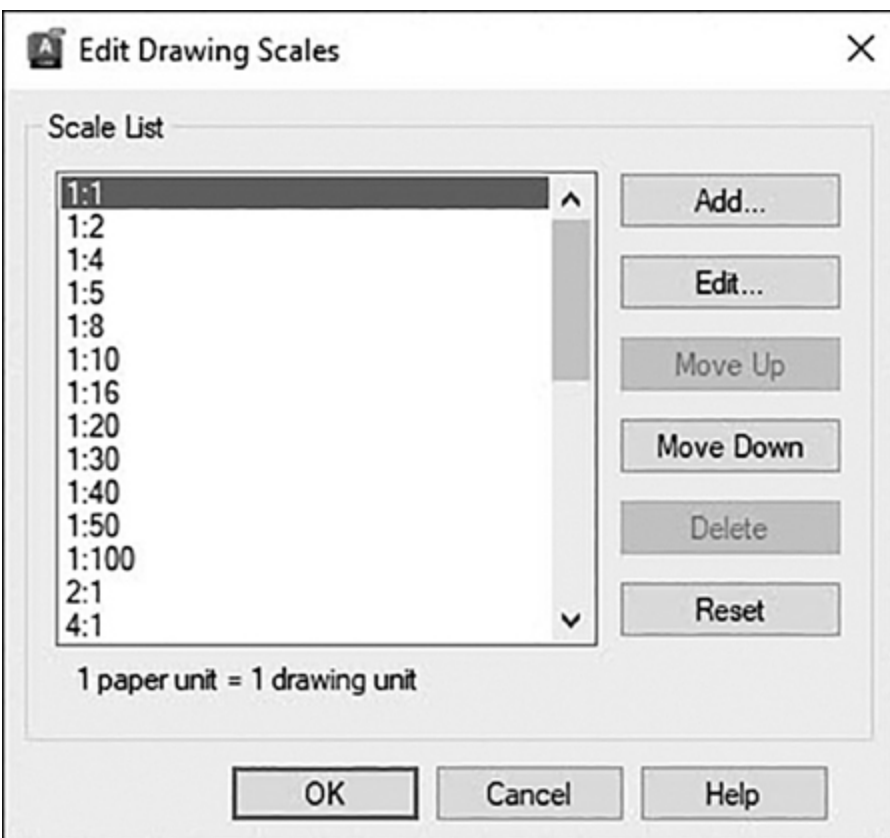 Edit Drawing Scales
Scale List
1:1
1:2
1:4
1:5
1:8
1:10
1:16
1:20
1:30
1:40
1:50
1:100
2:1
4:1
Add...
Edit...
Move Up
Move Down
Delete
Reset
1 paper unit = 1 drawing unit
OK Cancel Help